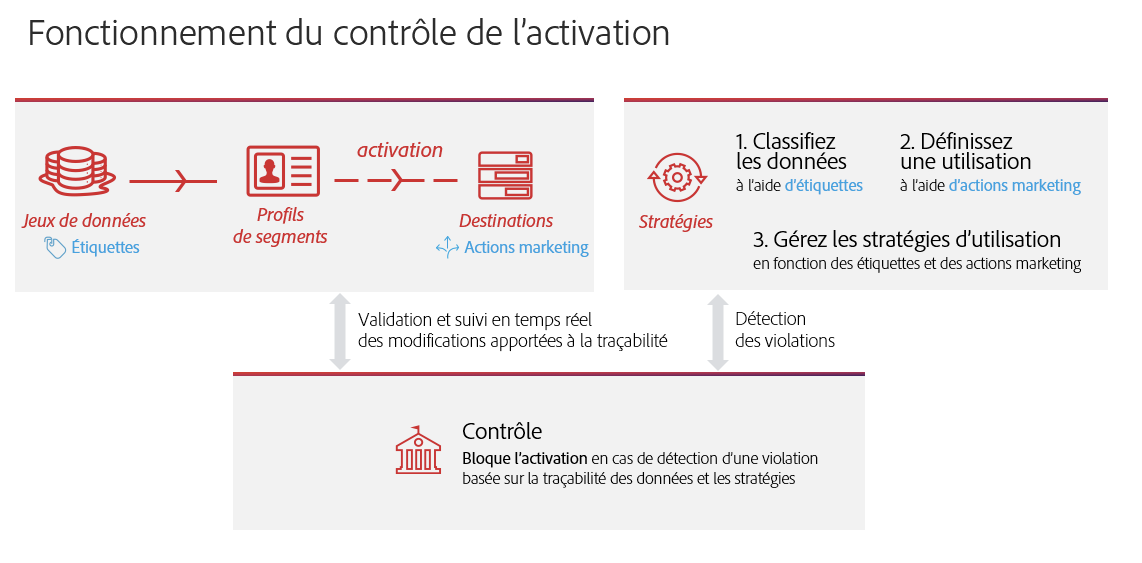 Fonctionnement du contrôle de l'activation
activation
Jeux de données
Étiquettes
Profils
de segments
Destinations
Actions marketing
Stratégies
1. Classifiez
les données
à l'aide d'étiquettes
2. Définissez
une utilisation
à l'aide d'actions marketing
3. Gérez les stratégies d'utilisation
en fonction des étiquettes et des actions marketing
Validation et suivi en temps réel
des modifications apportées à la traçabilité
Détection
des violations
Contrôle
Bloque l'activation en cas de détection d'une violation
basée sur la traçabilité des données et les stratégies